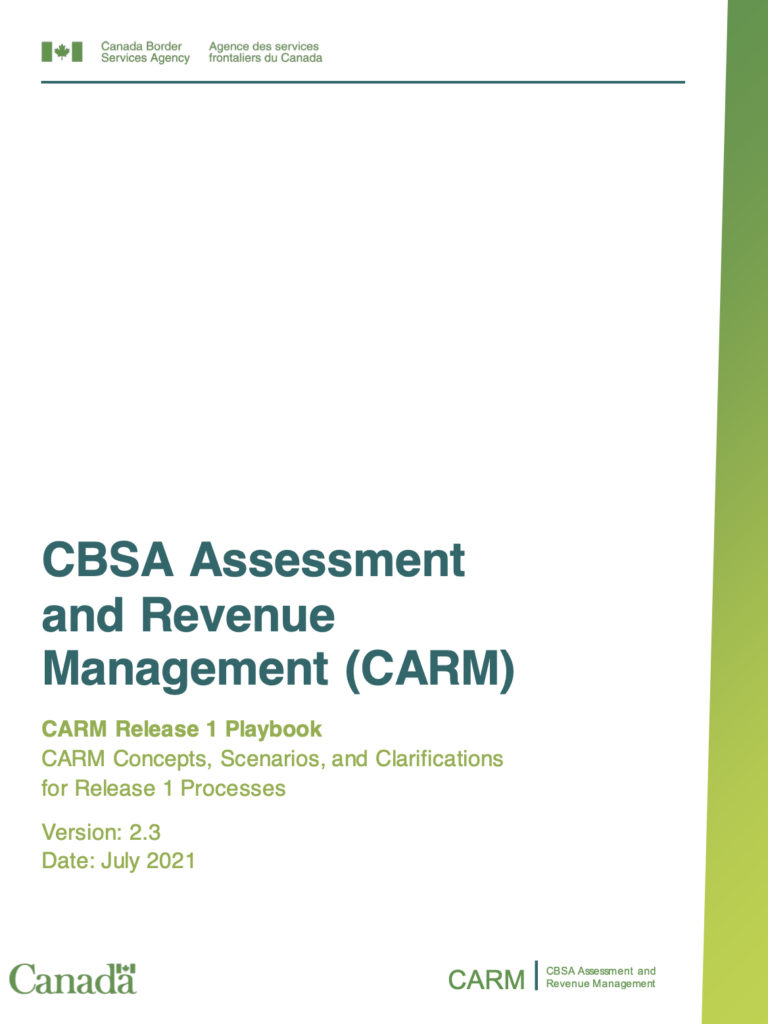 Canada Border
Services Agency
Agence des services
frontaliers du Canada
CBSA Assessment
and Revenue
Management (CARM)
CARM Release 1 Playbook
CARM Concepts, Scenarios, and Clarifications
for Release 1 Processes
Version: 2.3
Date: July 2021
Canada
CARM
CBSA Assessment and
Revenue Management